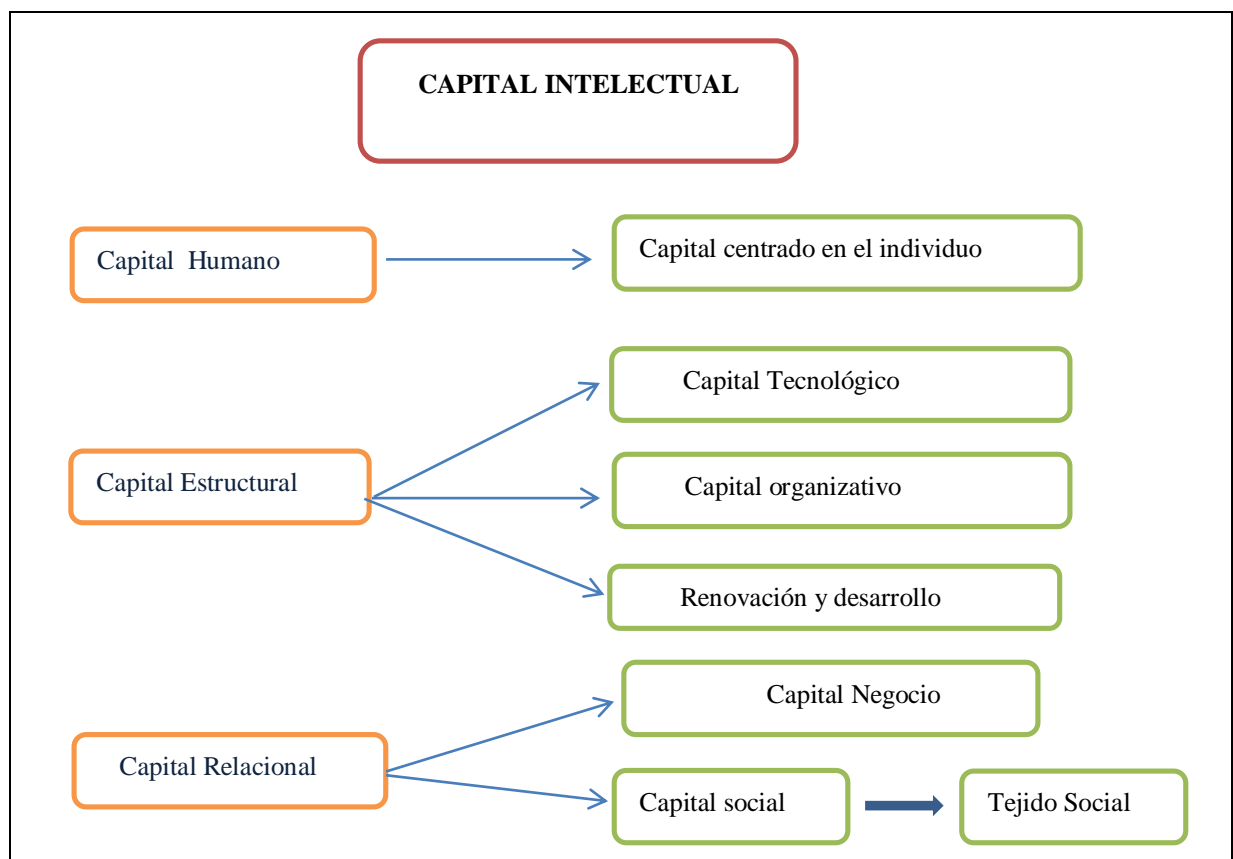 CAPITAL INTELECTUAL
Capital Humano
Capital centrado en el individuo
Capital Estructural
Capital Tecnológico
Capital organizativo
Renovación y desarrollo
Capital Relacional
Capital Negocio
Capital social
Tejido Social